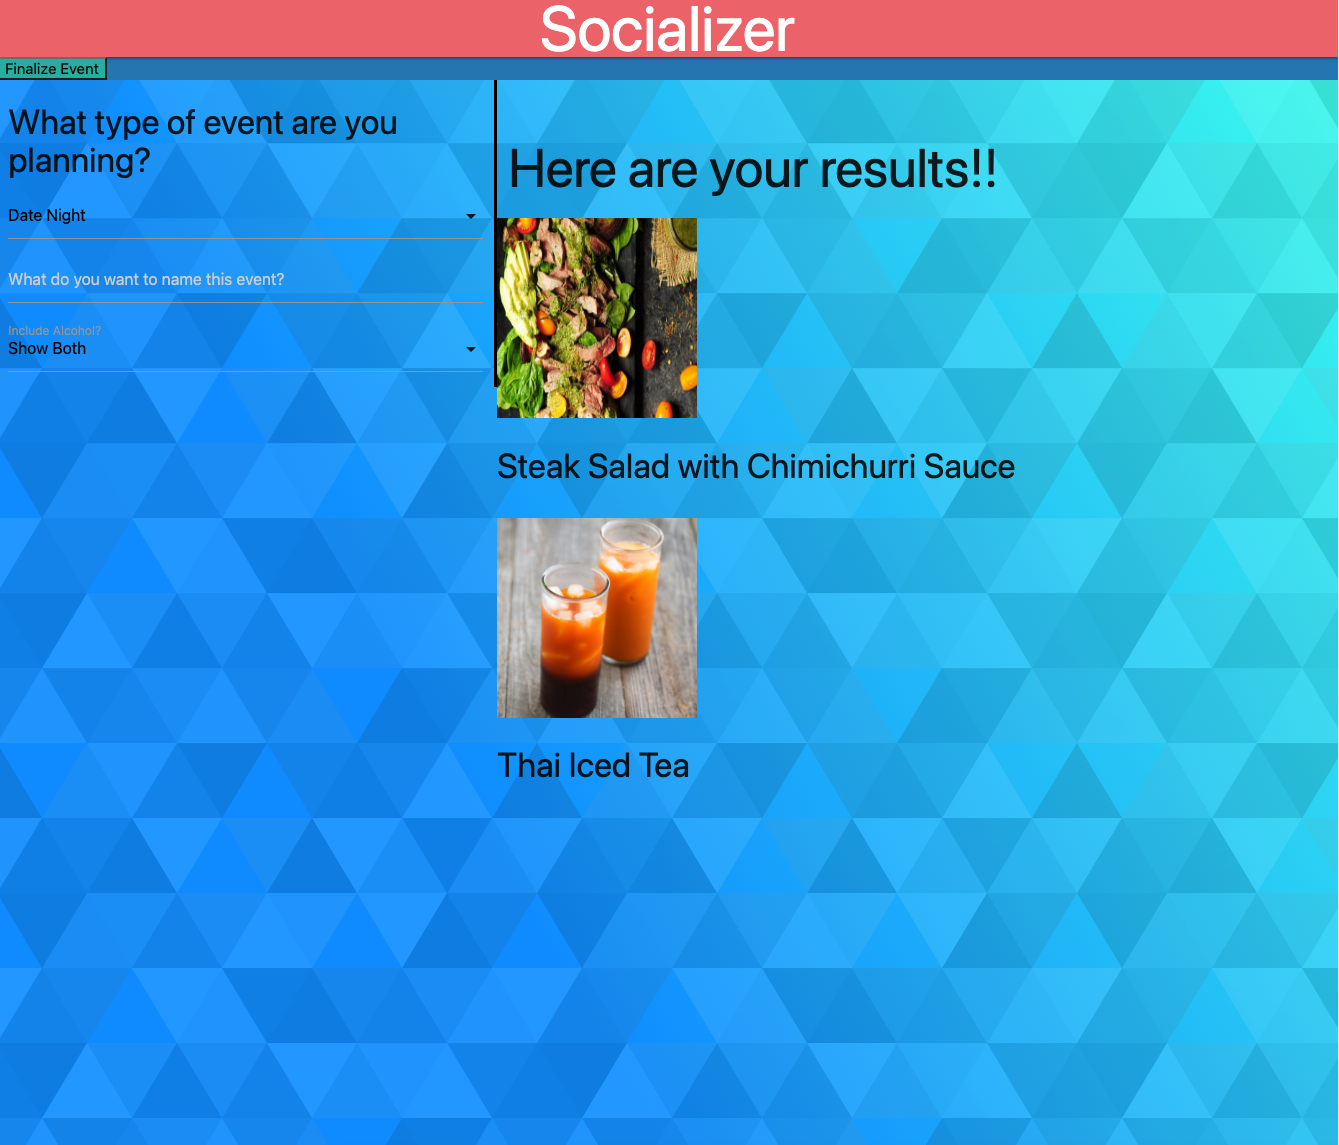 Socializer
Finalize Event
What type of event are you
planning?
Date Night
What do you want to name this event?
Include Alcohol?
Show Both
Here are your results!!
Steak Salad with Chimichurri Sauce
Thai Iced Tea